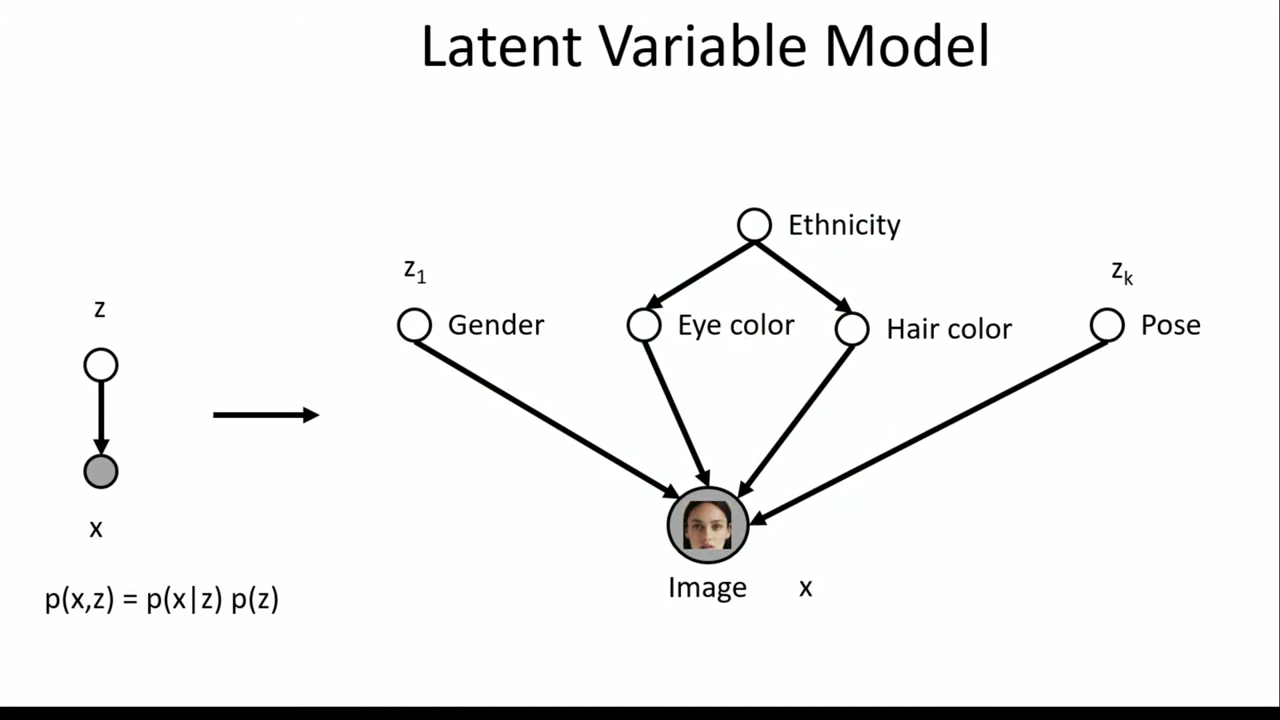 Latent Variable Model
Ethnicity
z1
zk
z
Gender
Eye color
Hair color
Pose
x
Image
x
p(x,z) = p(x|z) p(z)